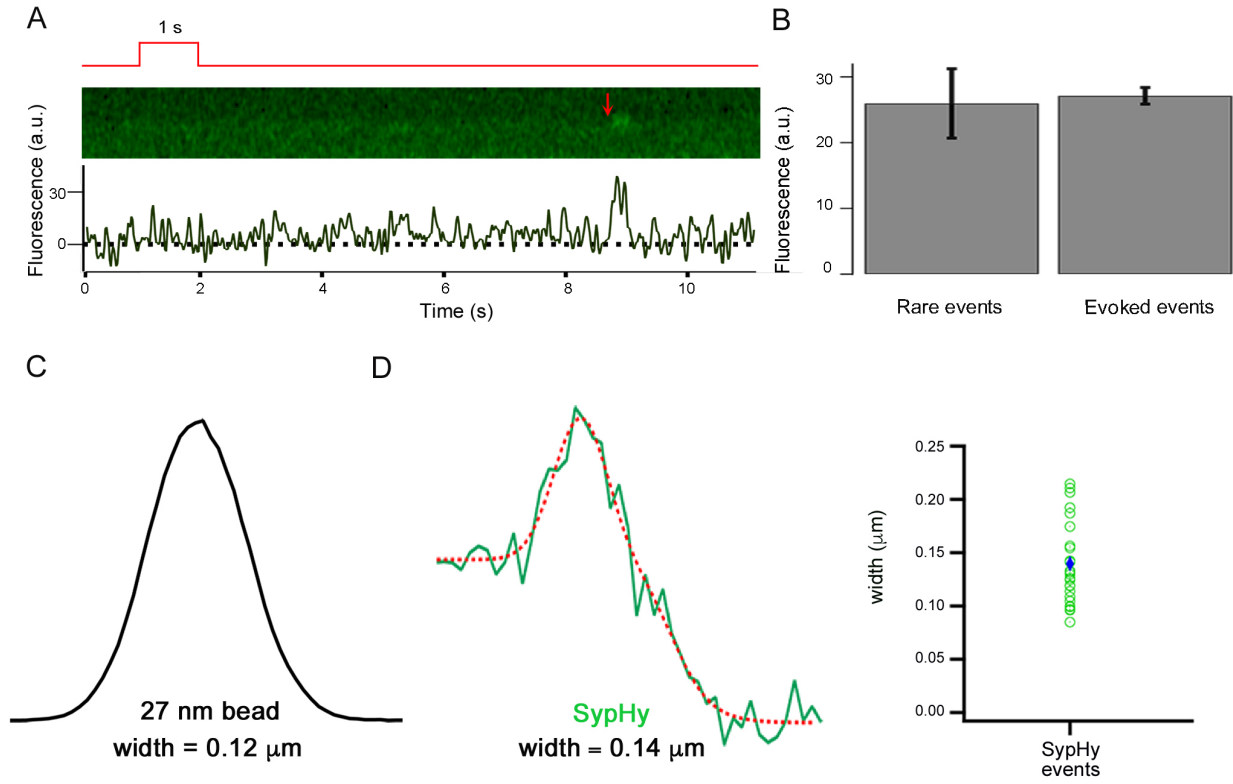 A
1 s
Fluorescence (a.u.)
30
0
0 2 4 6 8 10
Time (s)
B
Fluorescence (a.u.)
30
20
10
0
Rare events Evoked events
C
27 nm bead
width = 0.12 μm
D
SypHy
width = 0.14 μm
width (μm)
0.25
0.20
0.15
0.10
0.05
0.00
SypHy
events